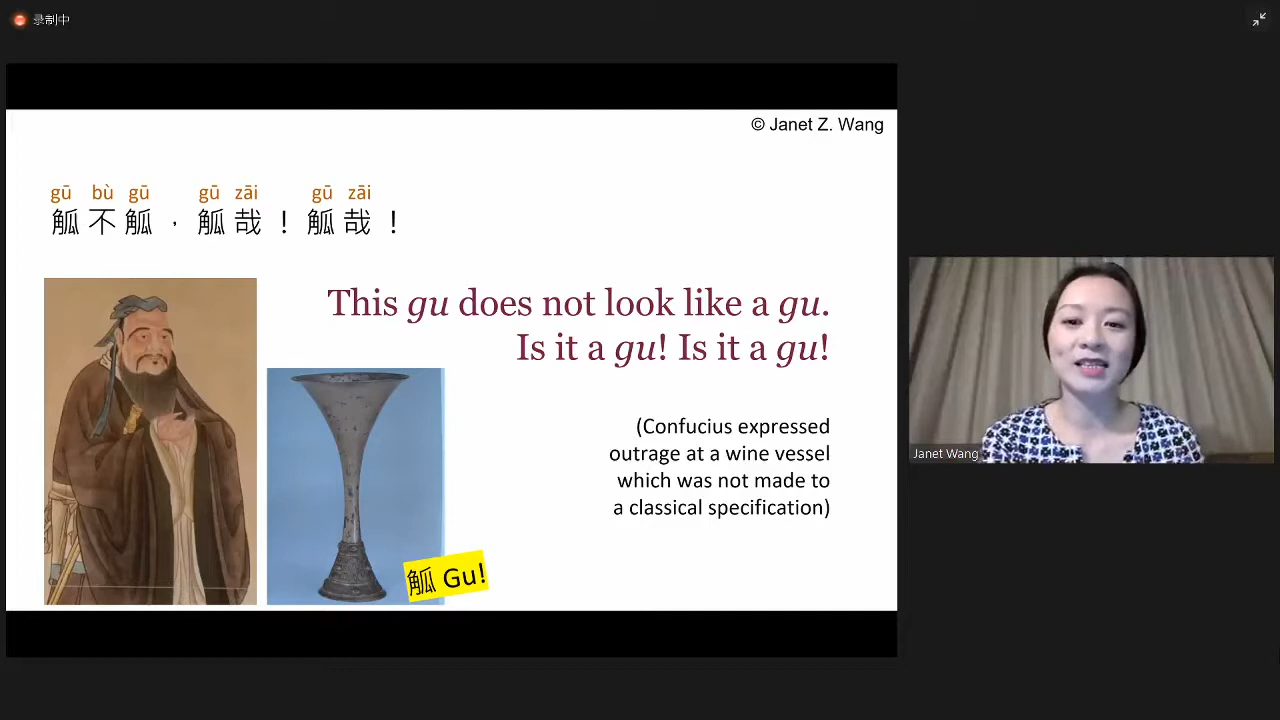 录制中
© Janet Z. Wang
gū bù gū gū zāi gū zāi
觚不觚，觚哉！觚哉！
This gu does not look like a gu.
Is it a gu! Is it a gu!
(Confucius expressed
outrage at a wine vessel
which was not made to
a classical specification)
觚 Gu!
Janet Wang